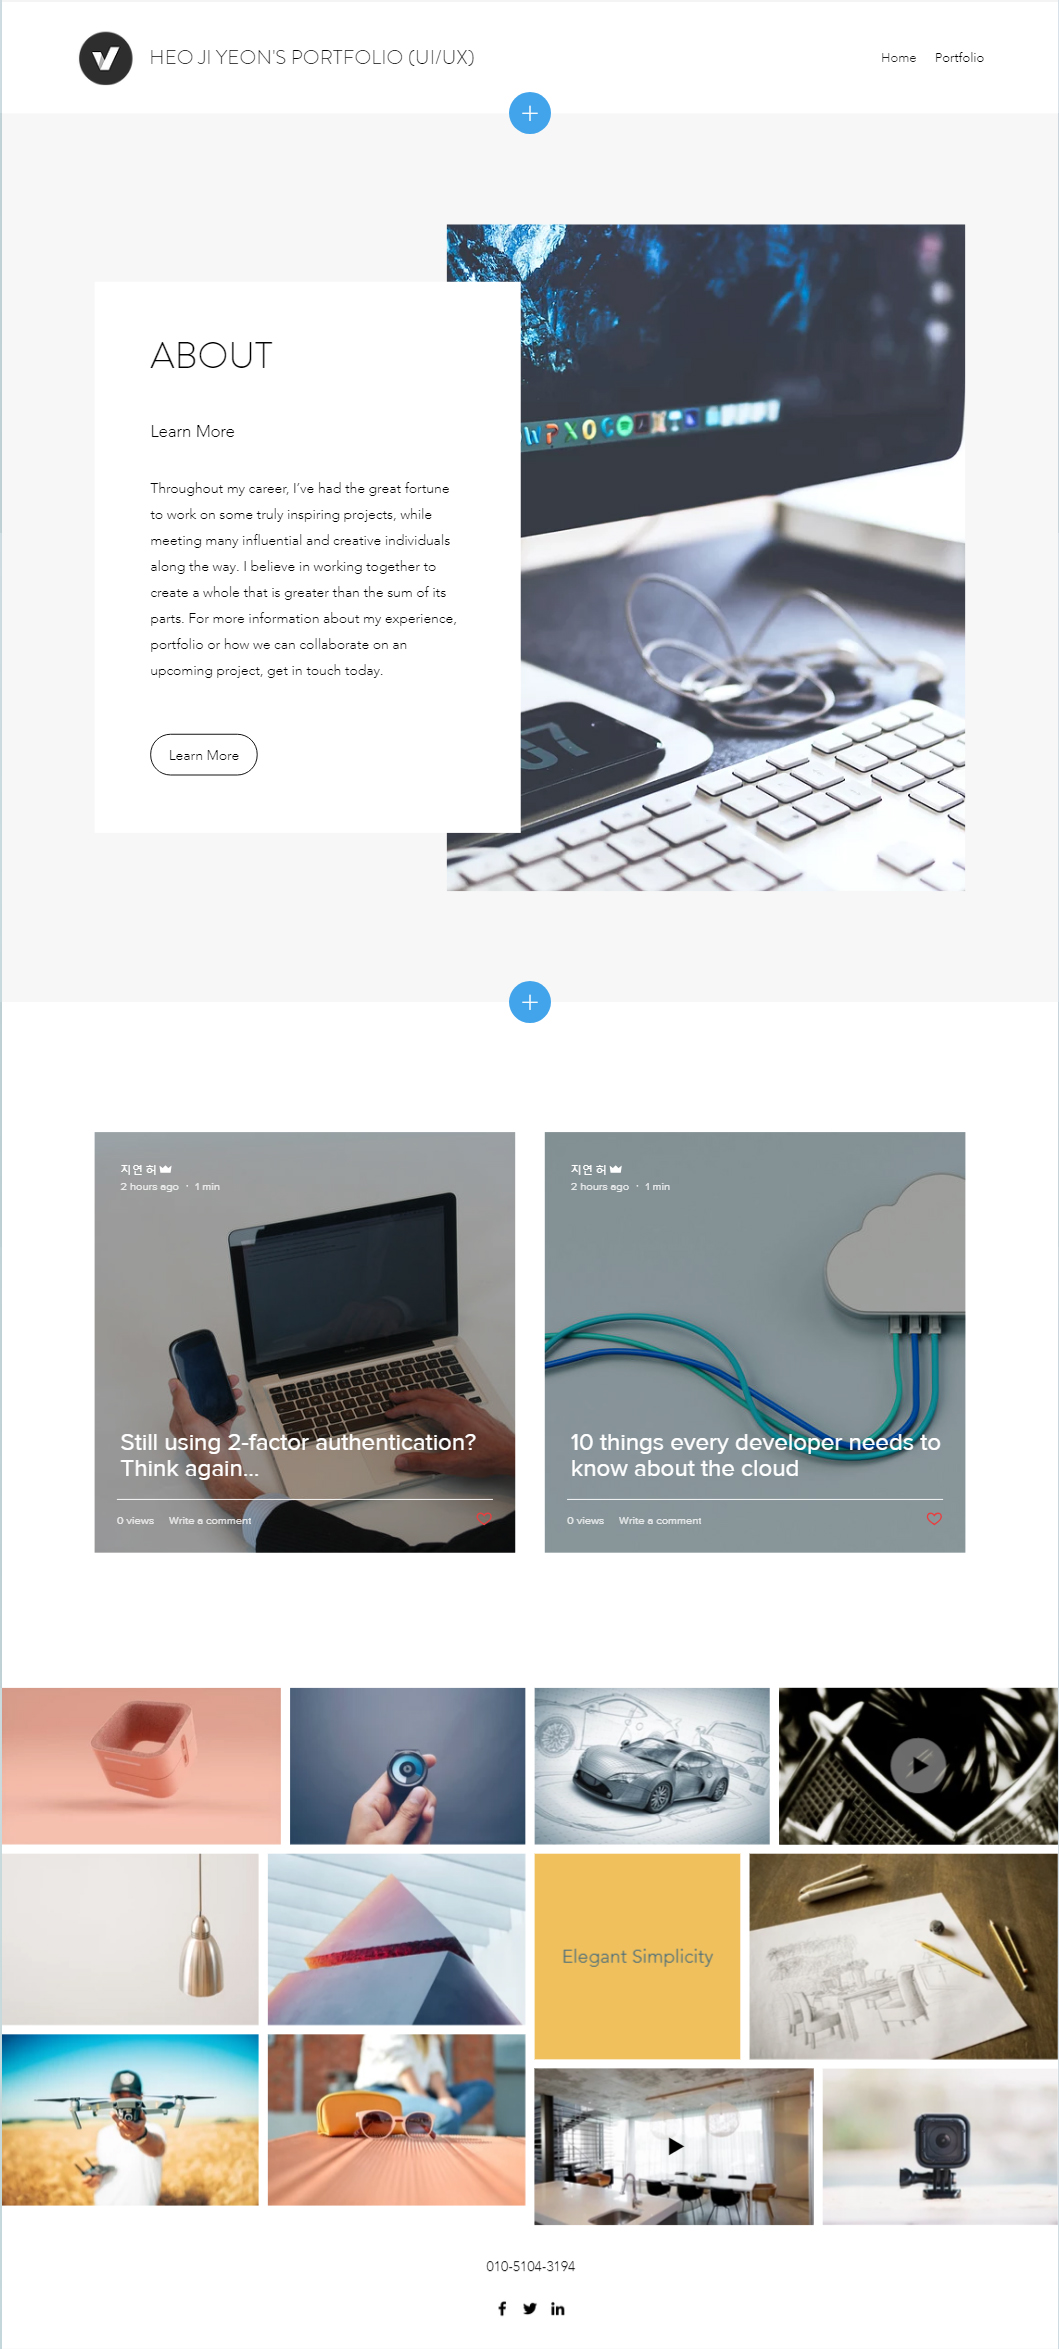 HEO JI YEON'S PORTFOLIO (UI/UX)
Home Portfolio
ABOUT
Learn More
Throughout my career, I've had the great fortune
to work on some truly inspiring projects, while
meeting many influential and creative individuals
along the way. I believe in working together to
create a whole that is greater than the sum of its
parts. For more information about my experience,
portfolio or how we can collaborate on an
upcoming project, get in touch today.
Learn More
지연 허
2 hours ago · 1 min
Still using 2-factor authentication?
Think again...
0 views Write a comment
지연 허
2 hours ago · 1 min
10 things every developer needs to
know about the cloud
0 views Write a comment
Elegant Simplicity
010-5104-3194